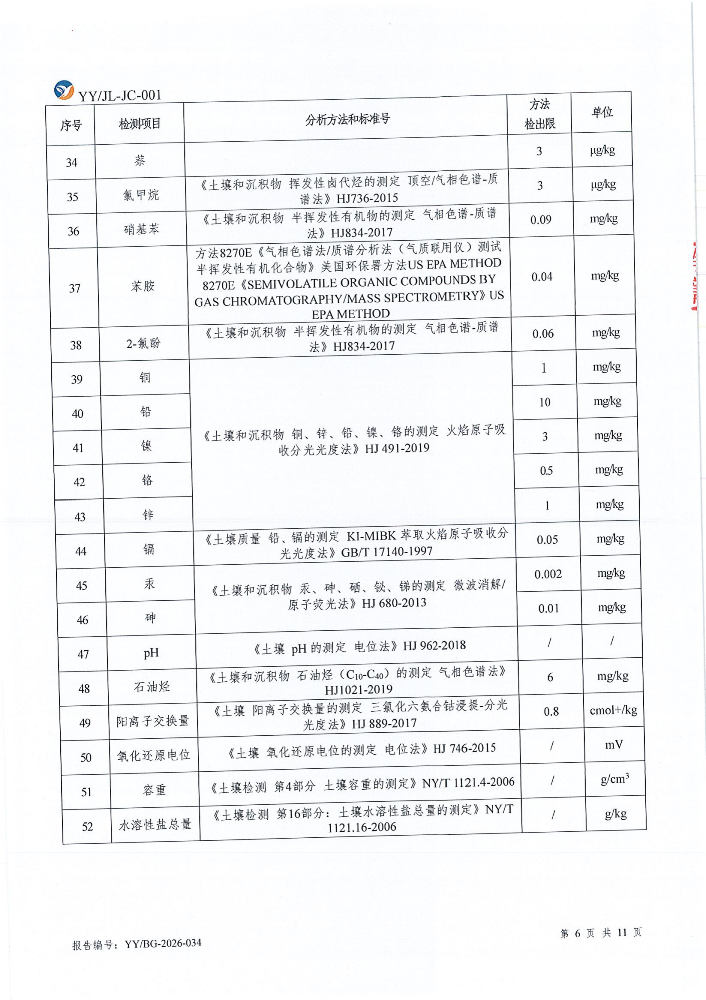 YY/JL-JC-001
序号 检测项目 分析方法和标准号 方法 检出限 单位
34 萘 3 μg/kg
35 氯甲烷 《土壤和沉积物 挥发性卤代烃的测定 顶空/气相色谱-质
谱法》HJ736-2015 3 μg/kg
36 硝基苯 《土壤和沉积物 半挥发性有机物的测定 气相色谱-质谱
法》HJ834-2017 0.09 mg/kg
37 苯胺 方法8270E《气相色谱法/质谱分析法（气质联用仪）测试
半挥发性有机化合物》美国环保署方法US EPA METHOD
8270E《SEMIVOLATILE ORGANIC COMPOUNDS BY
GAS CHROMATOGRAPHY/MASS SPECTROMETRY》US
EPA METHOD 0.04 mg/kg
38 2-氯酚 《土壤和沉积物 半挥发性有机物的测定 气相色谱-质谱
法》HJ834-2017 0.06 mg/kg
39 铜 1 mg/kg
40 铅 10 mg/kg
《土壤和沉积物 铜、锌、铅、镍、铬的测定 火焰原子吸
收分光光度法》HJ 491-2019
41 镍 3 mg/kg
42 铬 0.5 mg/kg
43 锌 1 mg/kg
44 镉 《土壤质量 铅、镉的测定 KI-MIBK 萃取火焰原子吸收分
光光度法》GB/T 17140-1997 0.05 mg/kg
45 汞 0.002 mg/kg
《土壤和沉积物 汞、砷、硒、铋、锑的测定 微波消解/
原子荧光法》HJ 680-2013
46 砷 0.01 mg/kg
47 pH 《土壤 pH 的测定 电位法》HJ 962-2018 / /
48 石油烃 《土壤和沉积物 石油烃（C10-C40）的测定 气相色谱法》
HJ1021-2019 6 mg/kg
49 阳离子交换量 《土壤 阳离子交换量的测定 三氯化六氨合钴浸提-分光
光度法》HJ 889-2017 0.8 cmol+/kg
50 氧化还原电位 《土壤 氧化还原电位的测定 电位法》HJ 746-2015 / mV
51 容重 《土壤检测 第4部分 土壤容重的测定》NY/T 1121.4-2006 / g/cm³
52 水溶性盐总量 《土壤检测 第16部分：土壤水溶性盐总量的测定》NY/T
1121.16-2006 / g/kg
第 6 页 共 11 页
报告编号：YY/BG-2026-034